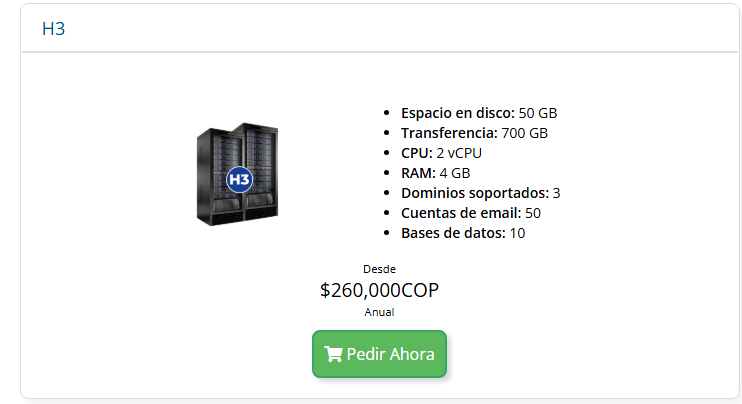 H3
H3
Espacio en disco: 50 GB
Transferencia: 700 GB
CPU: 2 vCPU
RAM: 4 GB
Dominios soportados: 3
Cuentas de email: 50
Bases de datos: 10
Desde
$260,000COP
Anual
Pedir Ahora